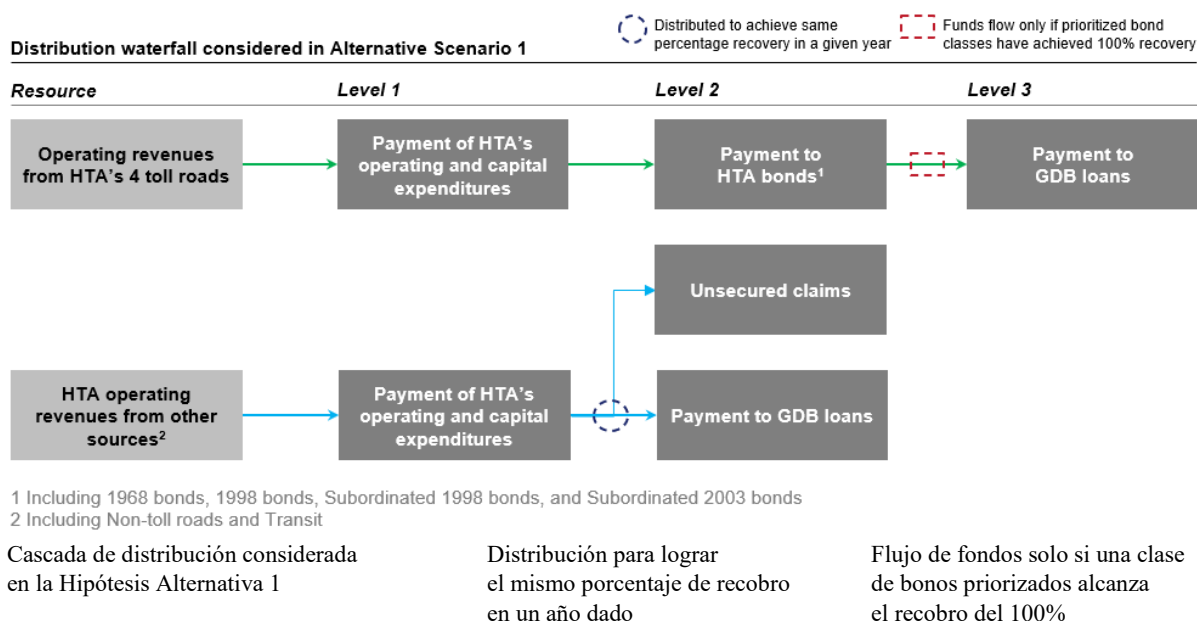 Distributed to achieve same
percentage recovery in a given year
Funds flow only if prioritized bond
classes have achieved 100% recovery
Distribution waterfall considered in Alternative Scenario 1
Resource
Level 1
Level 2
Level 3
Operating revenues
from HTA's 4 toll roads
Payment of HTA's
operating and capital
expenditures
Payment to
HTA bonds¹
Payment to
GDB loans
Unsecured claims
HTA operating
revenues from other
sources²
Payment of HTA's
operating and capital
expenditures
Payment to GDB loans
1 Including 1968 bonds, 1998 bonds, Subordinated 1998 bonds, and Subordinated 2003 bonds
2 Including Non-toll roads and Transit
Cascada de distribución considerada
en la Hipótesis Alternativa 1
Distribución para lograr
el mismo porcentaje de recobro
en un año dado
Flujo de fondos solo si una clase
de bonos priorizados alcanza
el recobro del 100%